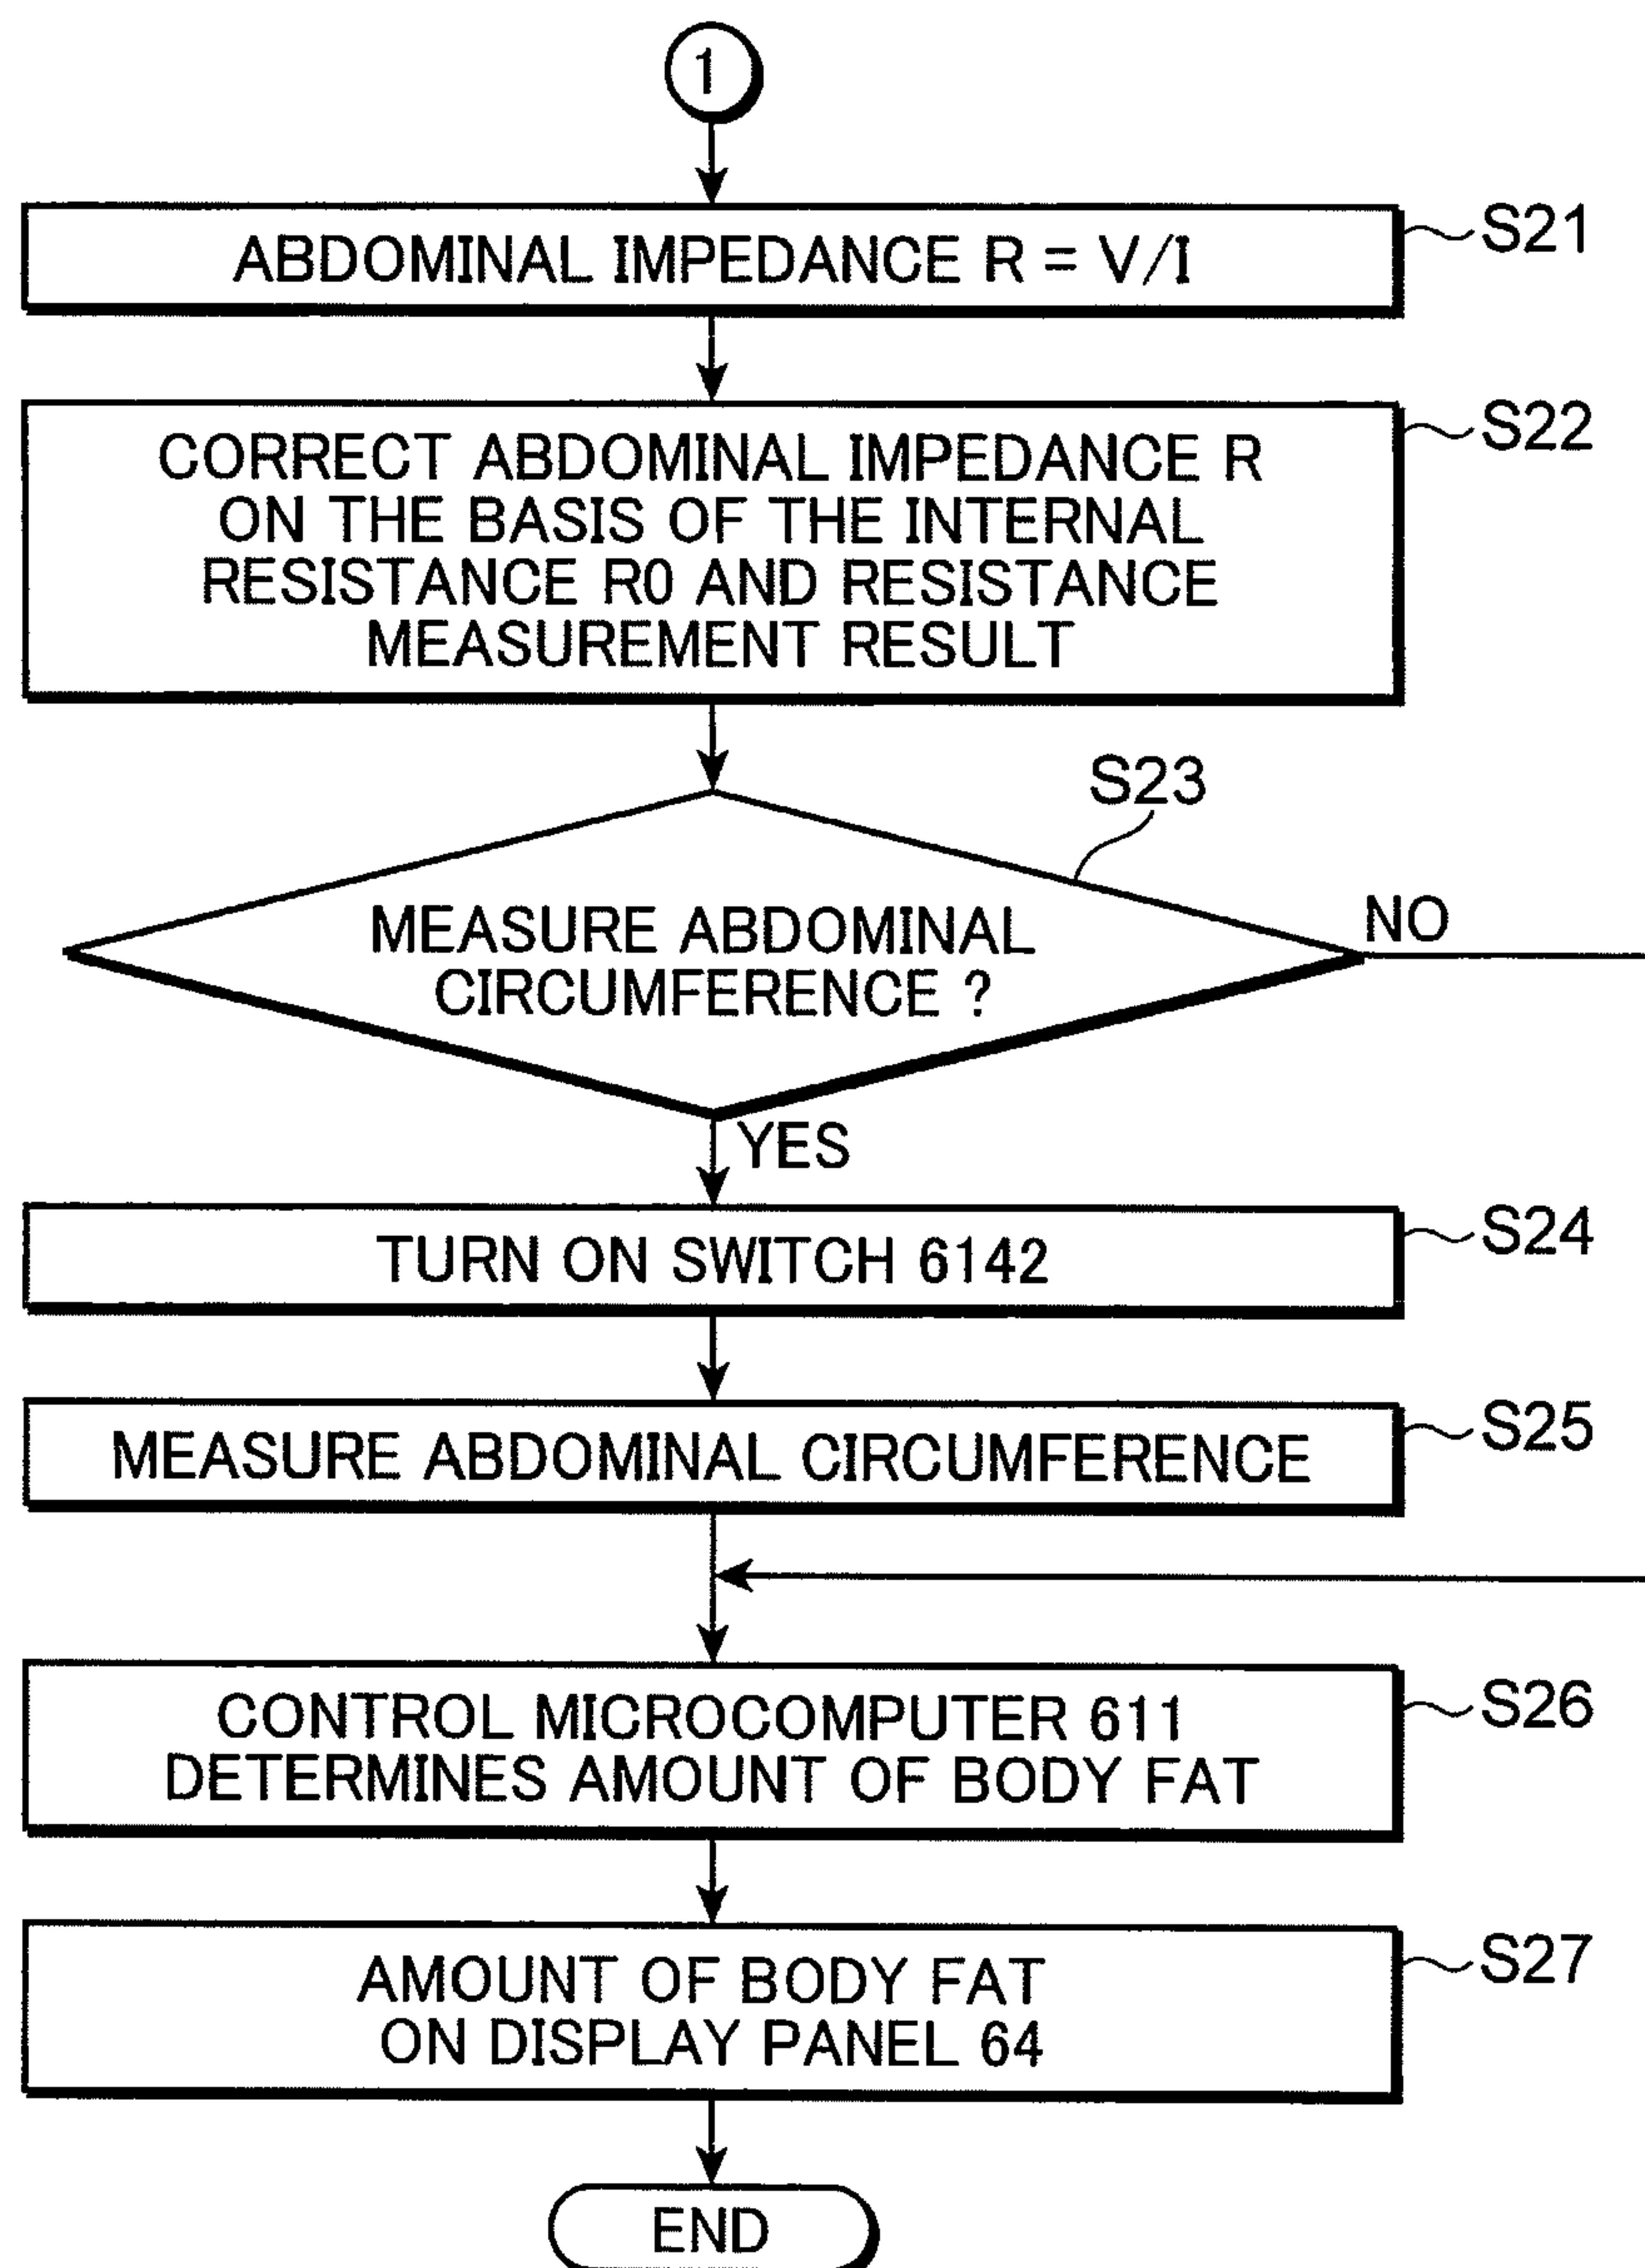 1
ABDOMINAL IMPEDANCE R = V/I
S21
CORRECT ABDOMINAL IMPEDANCE R
ON THE BASIS OF THE INTERNAL
RESISTANCE R0 AND RESISTANCE
MEASUREMENT RESULT
S22
S23
MEASURE ABDOMINAL
CIRCUMFERENCE ?
NO
YES
TURN ON SWITCH 6142
S24
MEASURE ABDOMINAL CIRCUMFERENCE
S25
CONTROL MICROCOMPUTER 611
DETERMINES AMOUNT OF BODY FAT
S26
AMOUNT OF BODY FAT
ON DISPLAY PANEL 64
S27
END